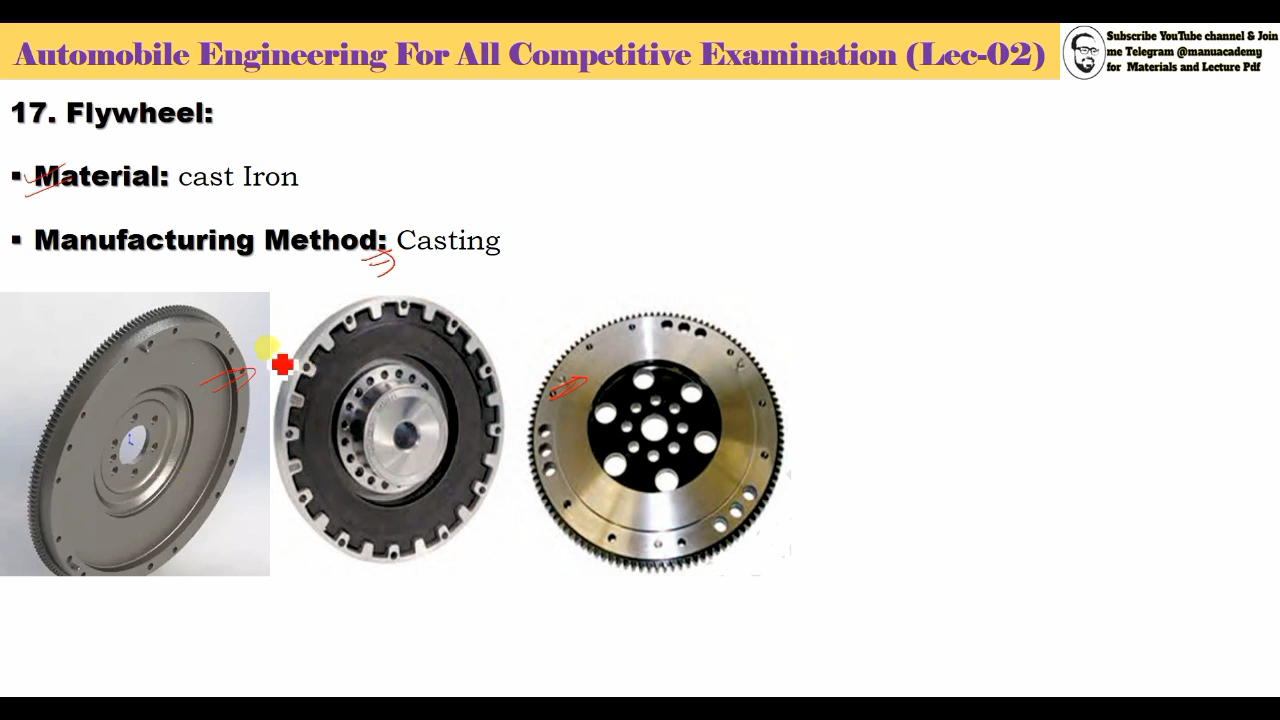 Automobile Engineering For All Competitive Examination (Lec-02)
Subscribe YouTube channel & Join
me Telegram @manuacademy
for Materials and Lecture Pdf
17. Flywheel:
▪ Material: cast Iron
▪ Manufacturing Method: Casting